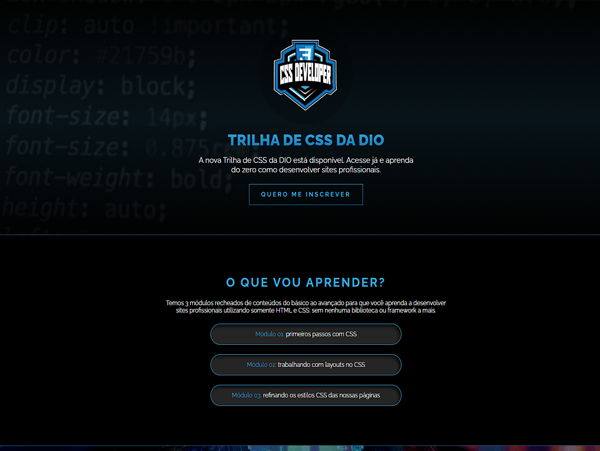 clip: auto !important;
color: #21759b;
display: block;
font-size: 14px;
font-size: 0.875rem;
font-weight: bold;
height: auto;
3
CSS DEVELOPER
TRILHA DE CSS DA DIO
A nova Trilha de CSS da DIO está disponível. Acesse já e aprenda
do zero como desenvolver sites profissionais.
QUERO ME INSCREVER
O QUE VOU APRENDER?
Temos 3 módulos recheados de conteúdos do básico ao avançado para que você aprenda a desenvolver
sites profissionais utilizando somente HTML e CSS: sem nenhuma biblioteca ou framework a mais.
Módulo 01: primeiros passos com CSS
Módulo 02: trabalhando com layouts no CSS
Módulo 03: refinando os estilos CSS das nossas páginas